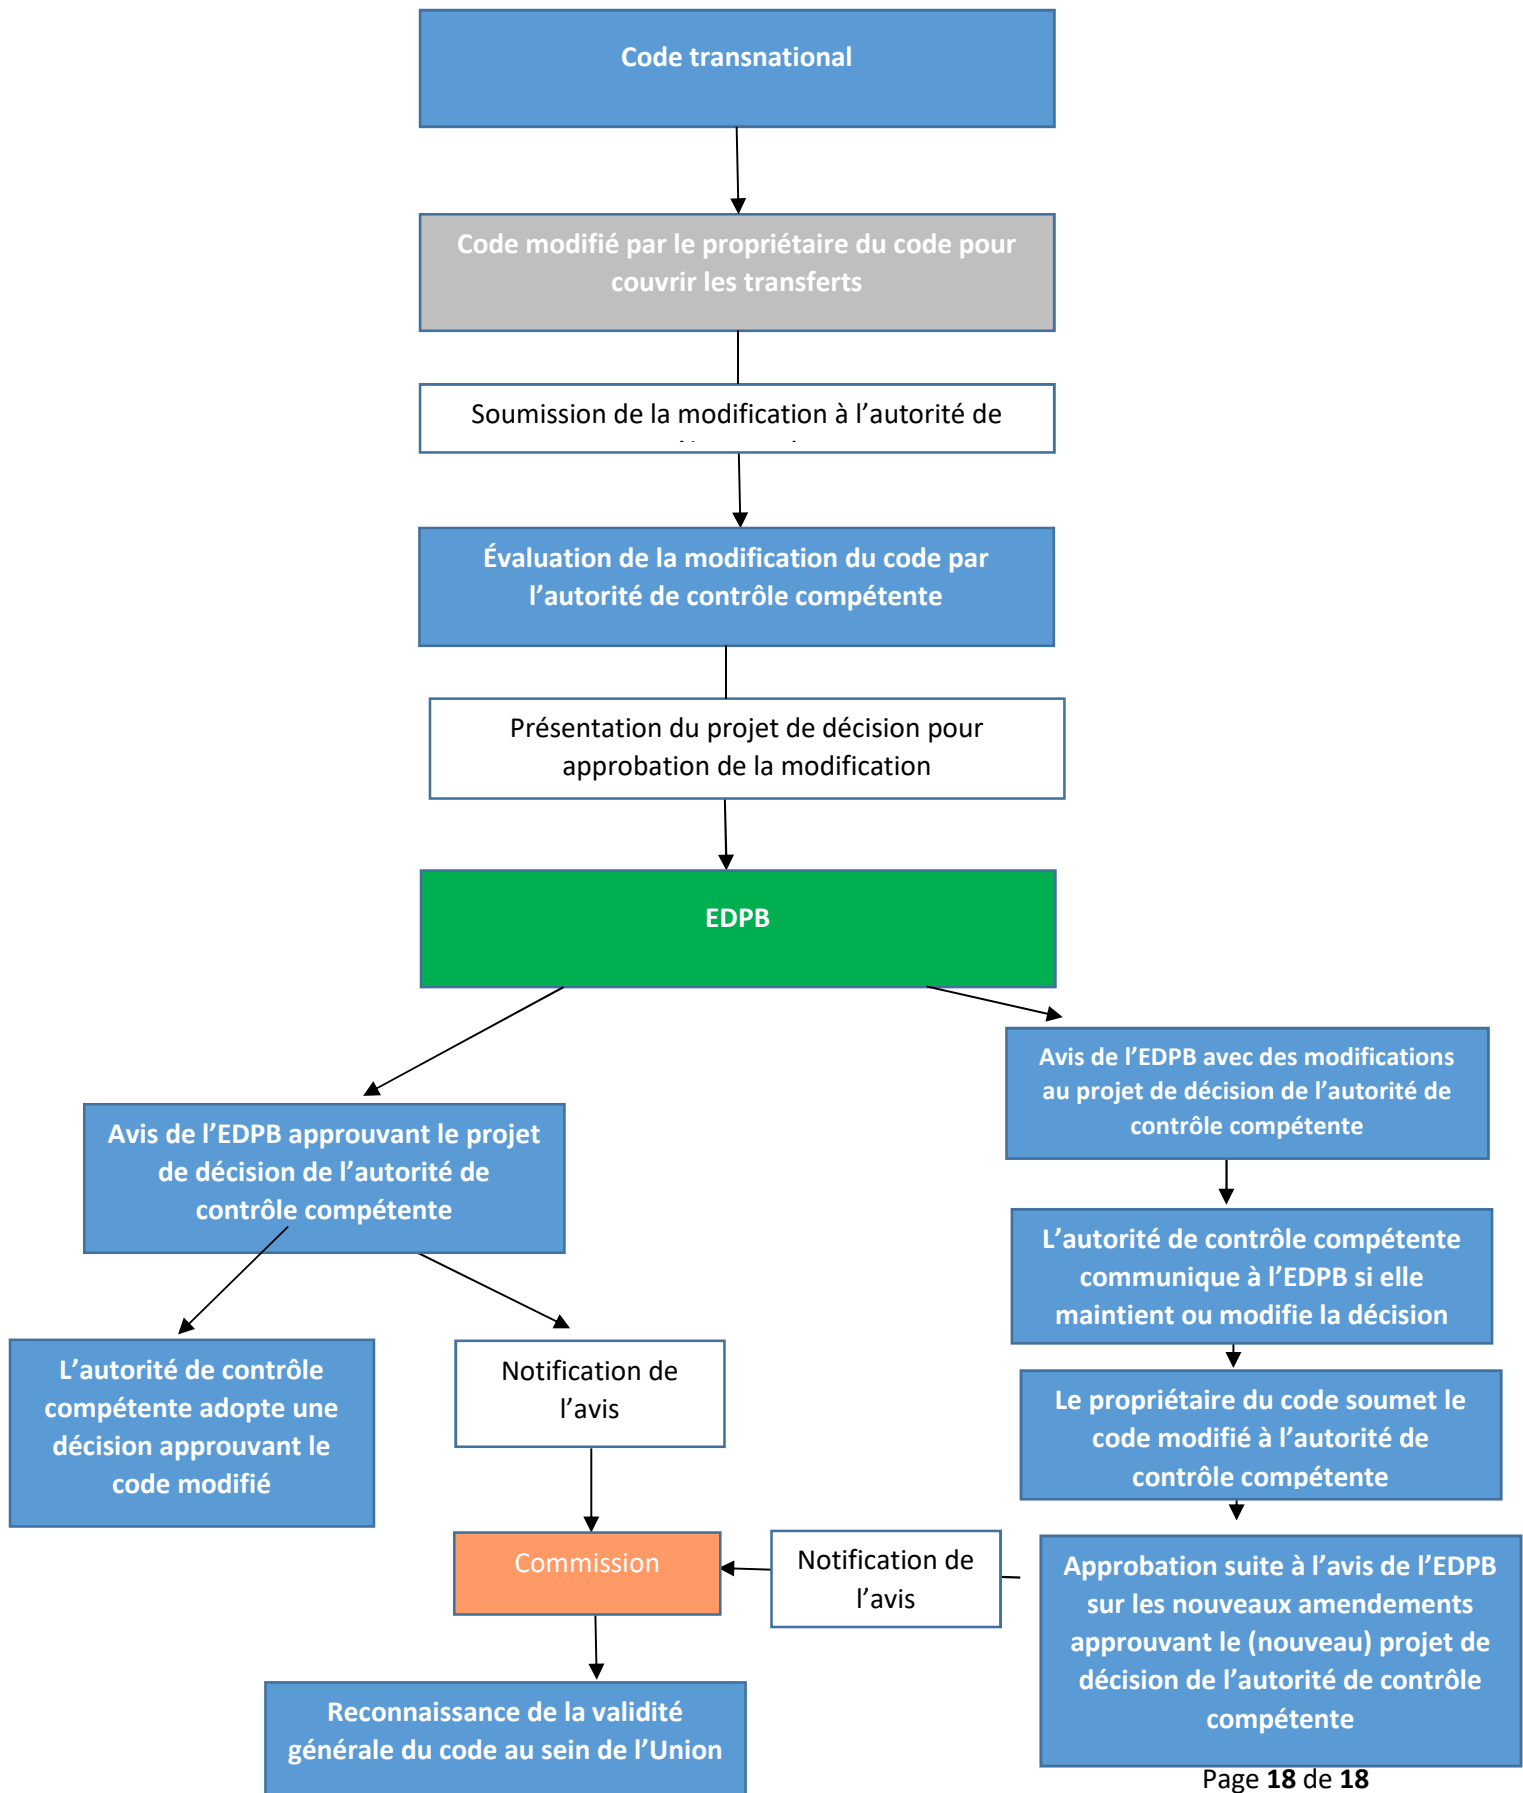 Code transnational
Code modifié par le propriétaire du code pour
couvrir les transferts
Soumission de la modification à l’autorité de
Évaluation de la modification du code par
l’autorité de contrôle compétente
Présentation du projet de décision pour
approbation de la modification
EDPB
Avis de l’EDPB avec des modifications
au projet de décision de l’autorité de
contrôle compétente
Avis de l’EDPB approuvant le projet
de décision de l’autorité de
contrôle compétente
L’autorité de contrôle compétente
communique à l’EDPB si elle
maintient ou modifie la décision
L’autorité de contrôle
compétente adopte une
décision approuvant le
code modifié
Notification de
l’avis
Le propriétaire du code soumet le
code modifié à l’autorité de
contrôle compétente
Commission
Notification de
l’avis
Approbation suite à l’avis de l’EDPB
sur les nouveaux amendements
approuvant le (nouveau) projet de
décision de l’autorité de contrôle
compétente
Reconnaissance de la validité
générale du code au sein de l’Union
Page 18 de 18